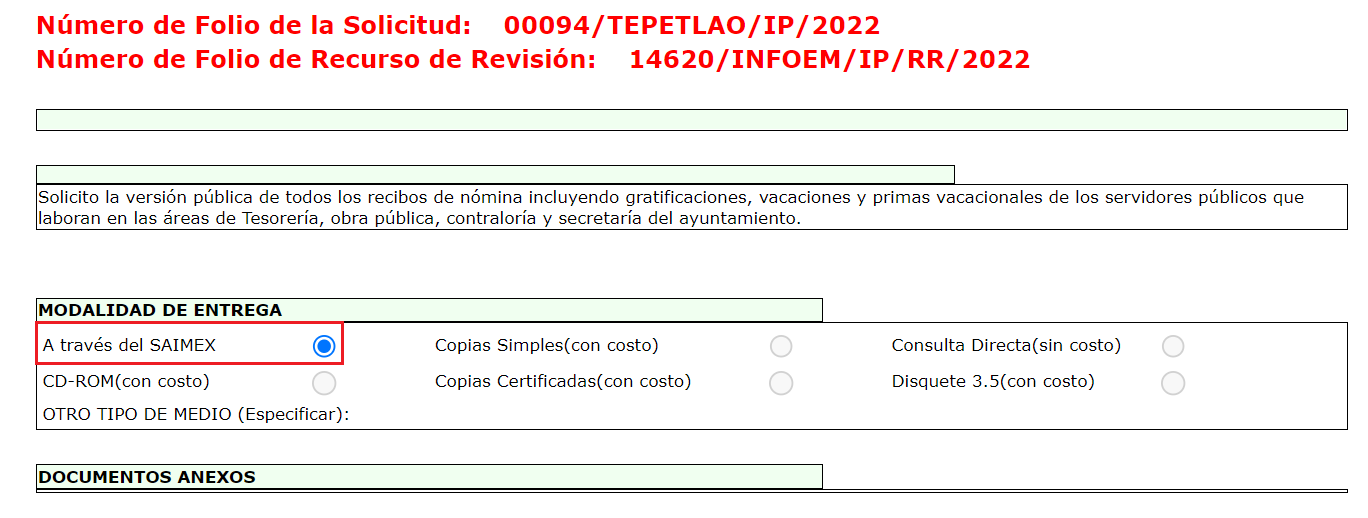 Número de Folio de la Solicitud: 00094/TEPETLAO/IP/2022
Número de Folio de Recurso de Revisión: 14620/INFOEM/IP/RR/2022
Solicito la versión pública de todos los recibos de nómina incluyendo gratificaciones, vacaciones y primas vacacionales de los servidores públicos que
laboran en las áreas de Tesorería, obra pública, contraloría y secretaría del ayuntamiento.
MODALIDAD DE ENTREGA
A través del SAIMEX Copias Simples(con costo) Consulta Directa(sin costo)
CD-ROM(con costo) Copias Certificadas(con costo) Disquete 3.5(con costo)
OTRO TIPO DE MEDIO (Especificar):
DOCUMENTOS ANEXOS